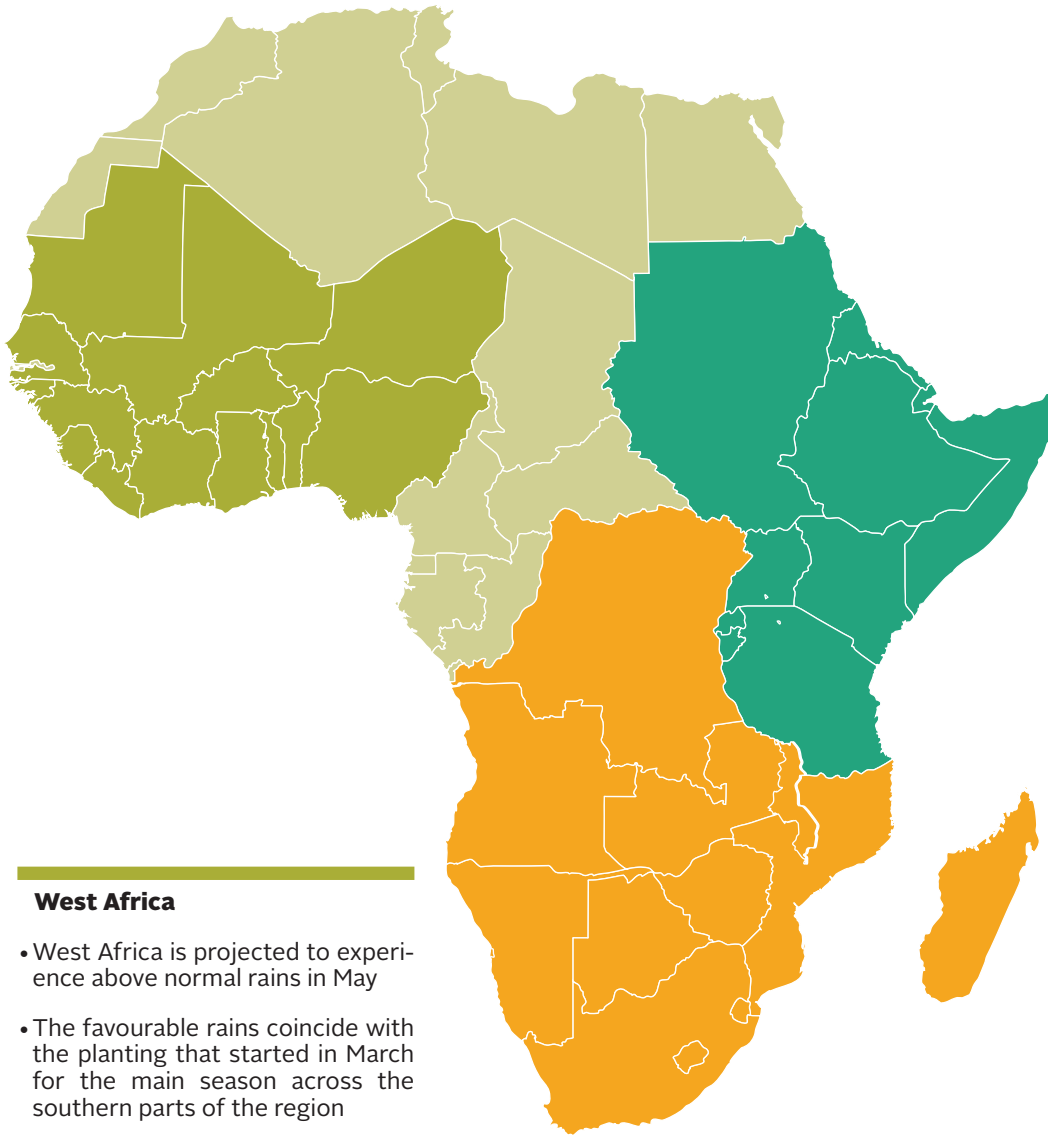 West Africa
• West Africa is projected to experi-
ence above normal rains in May
• The favourable rains coincide with
the planting that started in March
for the main season across the
southern parts of the region